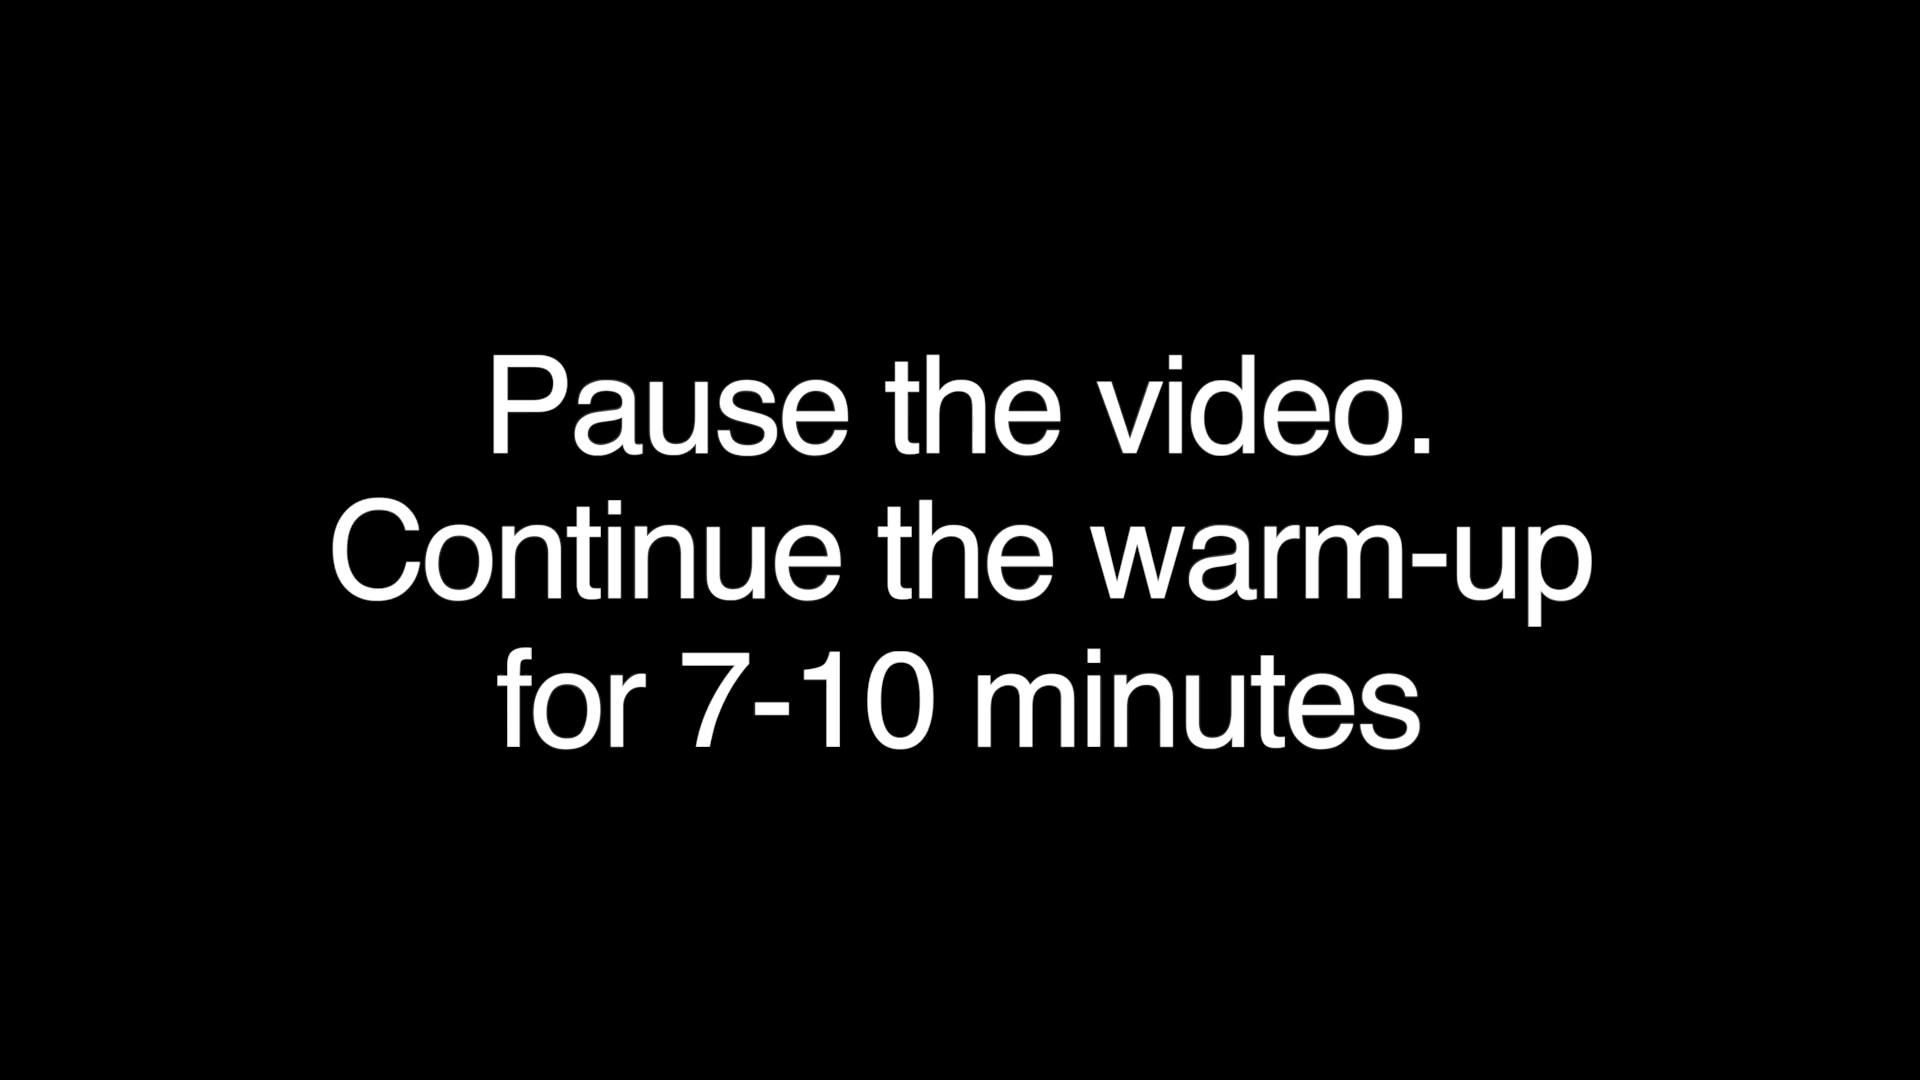 Pause the video.
Continue the warm-up
for 7-10 minutes